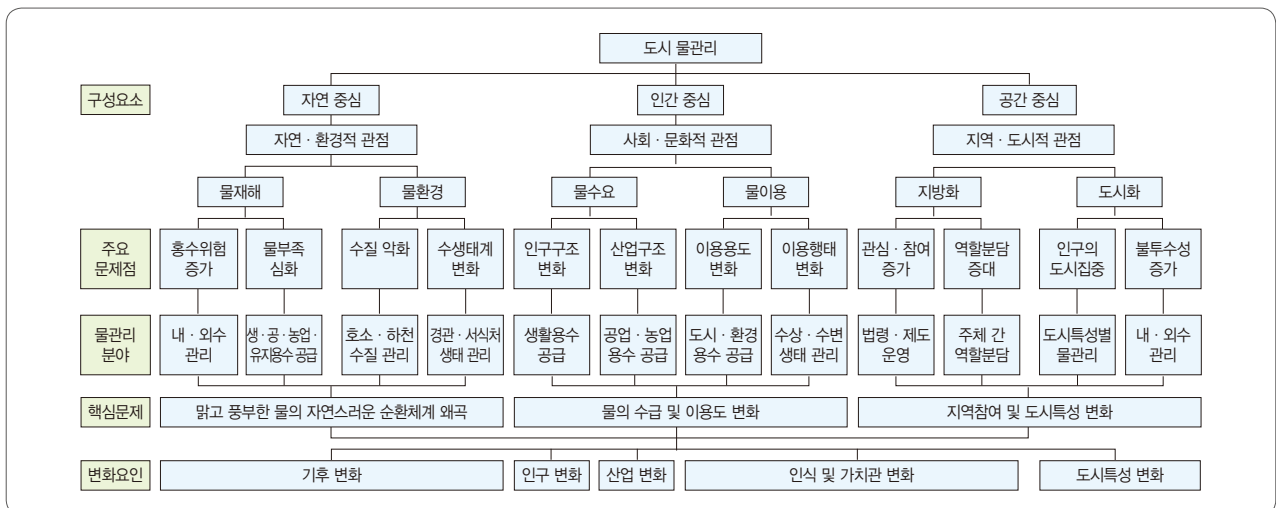 도시 물관리
구성요소
자연 중심
인간 중심
공간 중심
자연 · 환경적 관점
사회 · 문화적 관점
지역 · 도시적 관점
물재해
물환경
물수요
물이용
지방화
도시화
주요
문제점
홍수위험
증가
물부족
심화
수질 악화
수생태계
변화
인구구조
변화
산업구조
변화
이용용도
변화
이용행태
변화
관심 · 참여
증가
역할분담
증대
인구의
도시집중
불투수성
증가
물관리
분야
내 · 외수
관리
생 · 공 · 농업 ·
유지용수 공급
호소 · 하천
수질 관리
경관 · 서식처
생태 관리
생활용수
공급
공업 · 농업
용수 공급
도시 · 환경
용수 공급
수상 · 수변
생태 관리
법령 · 제도
운영
주체 간
역할분담
도시특성별
물관리
내 · 외수
관리
핵심문제
맑고 풍부한 물의 자연스러운 순환체계 왜곡
물의 수급 및 이용도 변화
지역참여 및 도시특성 변화
변화요인
기후 변화
인구 변화
산업 변화
인식 및 가치관 변화
도시특성 변화